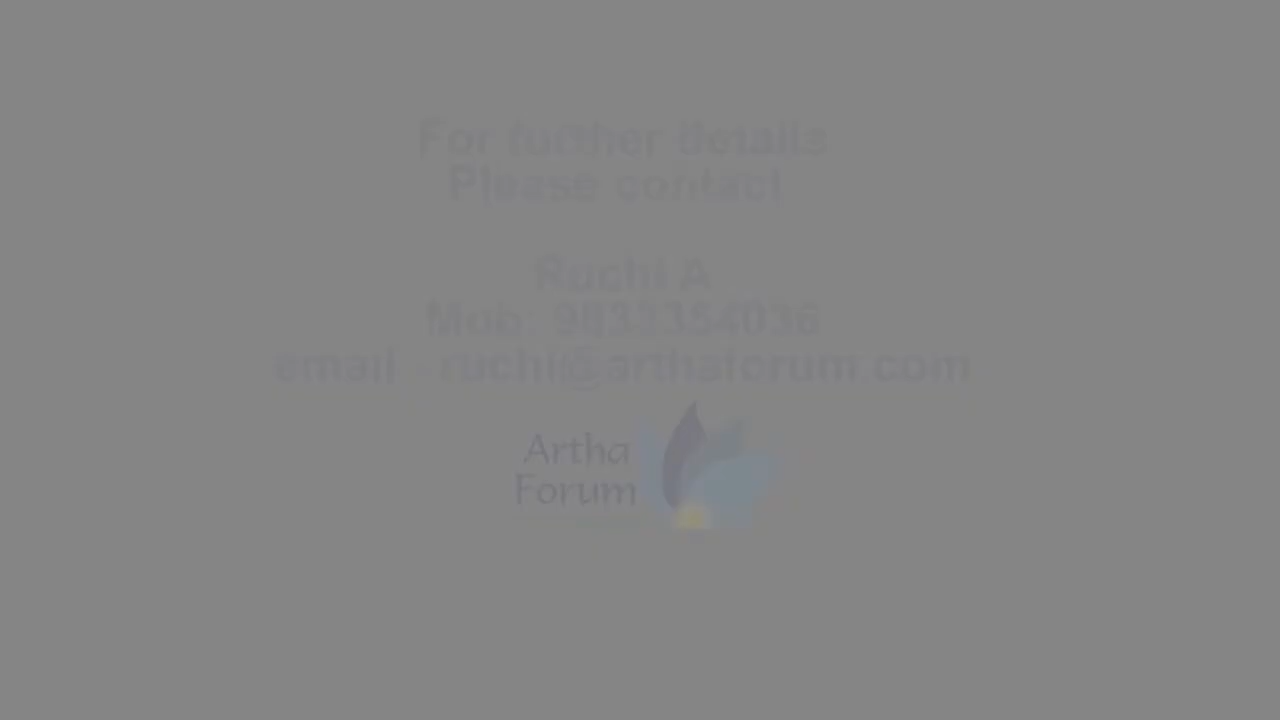 For further details
Please contact
Ruchi A
Mob: 9833354036
email - ruchi@arthaforum.com
Artha
Forum